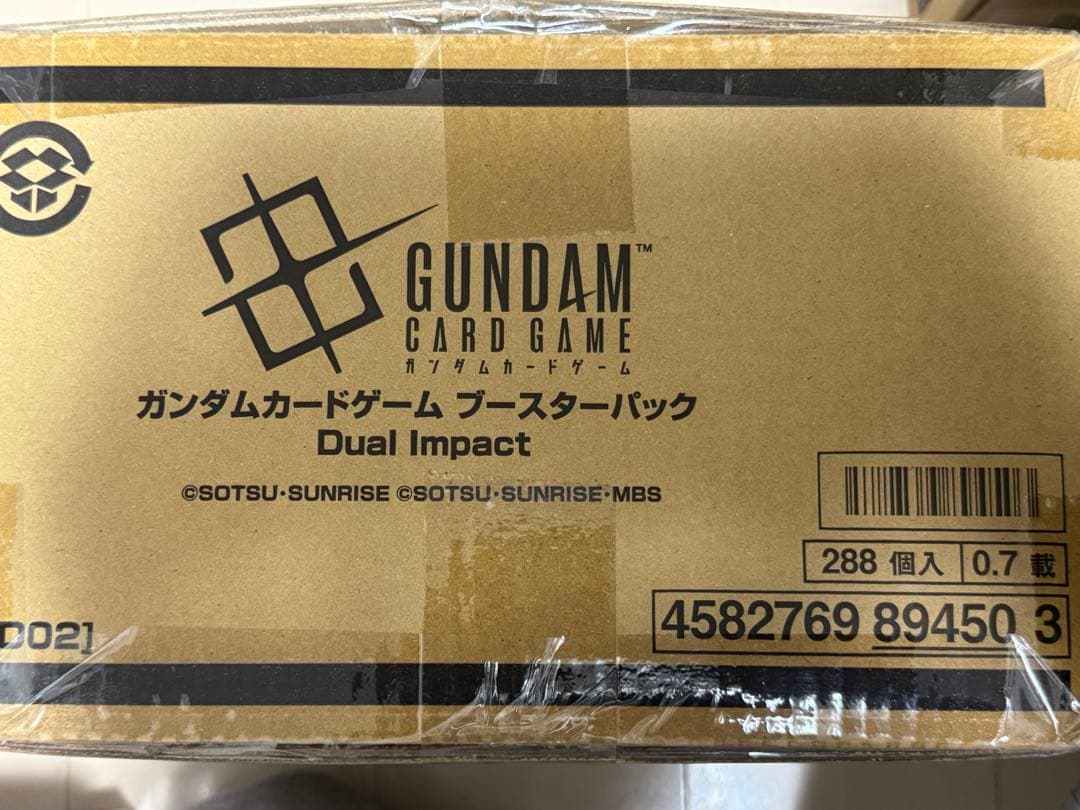 GUNDAM™
CARD GAME
ガンダムカードゲーム
ガンダムカードゲーム ブースターパック
Dual Impact
©SOTSU・SUNRISE ©SOTSU・SUNRISE・MBS
288 個入 0.7 載
4582769 89450 3
D02]